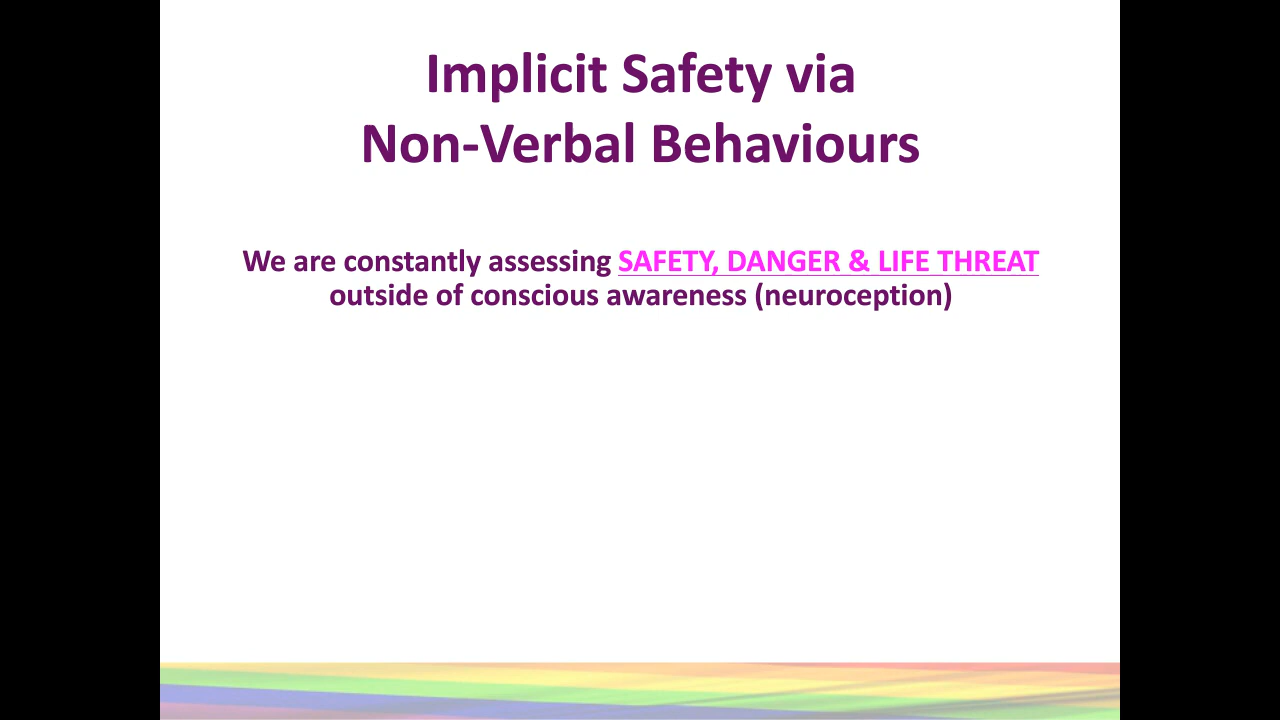 Implicit Safety via
Non-Verbal Behaviours
We are constantly assessing SAFETY, DANGER & LIFE THREAT
outside of conscious awareness (neuroception)